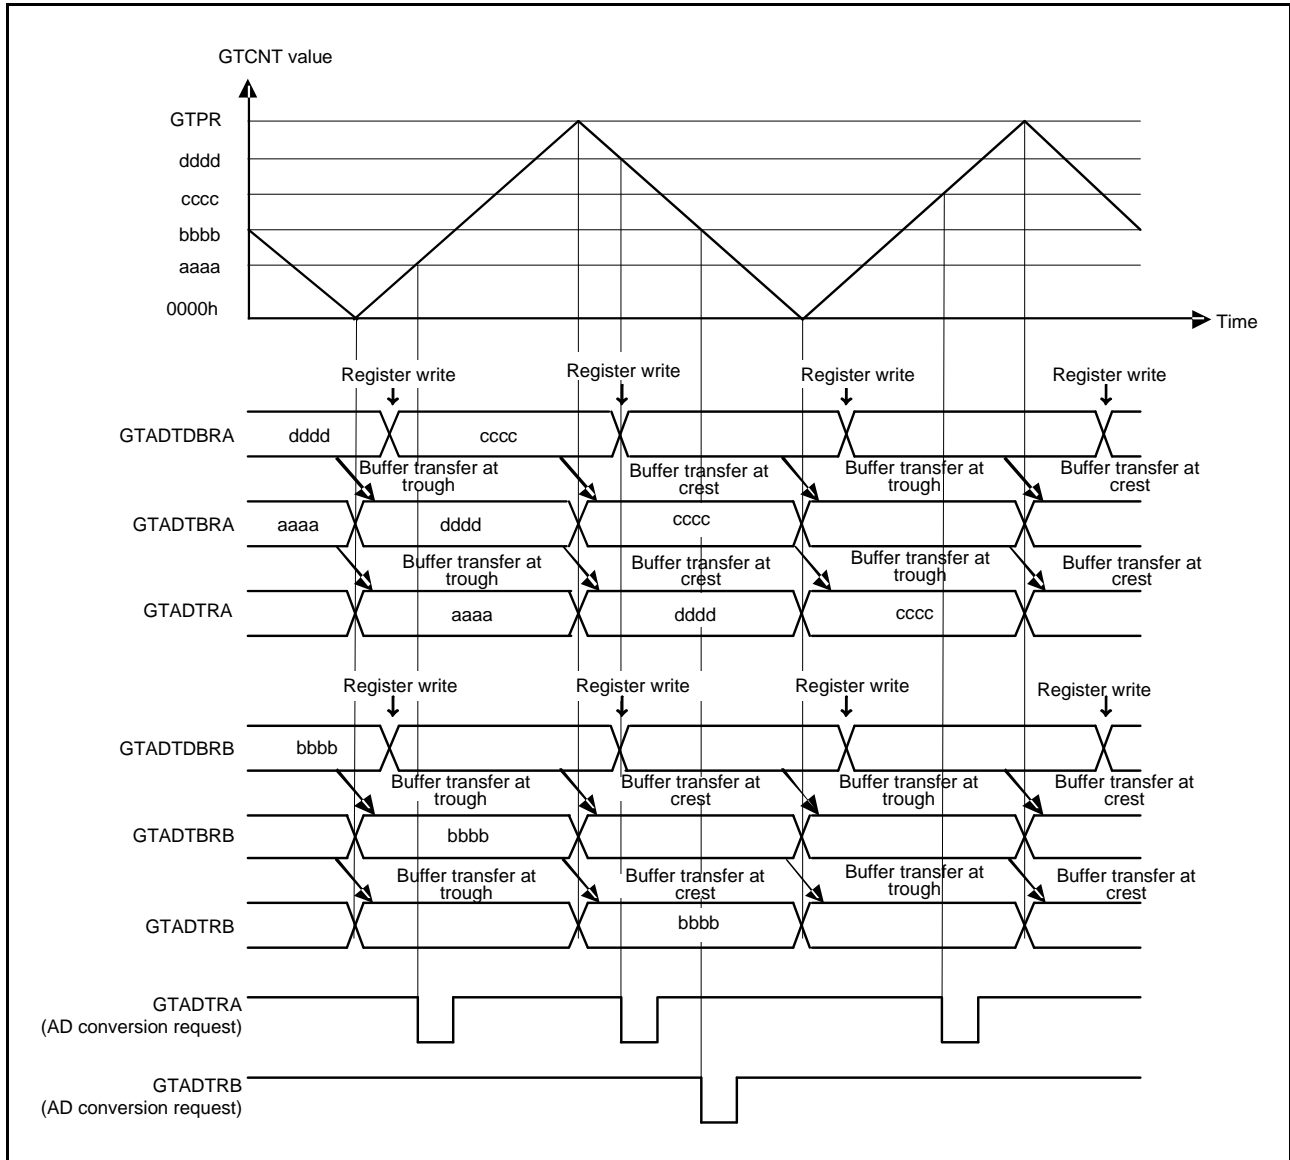 GTCNT value
GTPR
dddd
cccc
bbbb
aaaa
0000h
Time
Register write
Register write
Register write
Register write
GTADTDBRA
dddd
cccc
Buffer transfer at
trough
Buffer transfer at
crest
Buffer transfer at
trough
Buffer transfer at
crest
GTADTBRA
aaaa
dddd
cccc
Buffer transfer at
trough
Buffer transfer at
crest
Buffer transfer at
trough
Buffer transfer at
crest
GTADTRA
aaaa
dddd
cccc
Register write
Register write
Register write
Register write
GTADTDBRB
bbbb
Buffer transfer at
trough
Buffer transfer at
crest
Buffer transfer at
trough
Buffer transfer at
crest
GTADTBRB
bbbb
Buffer transfer at
trough
Buffer transfer at
crest
Buffer transfer at
trough
Buffer transfer at
crest
GTADTRB
bbbb
GTADTRA
(AD conversion request)
GTADTRB
(AD conversion request)